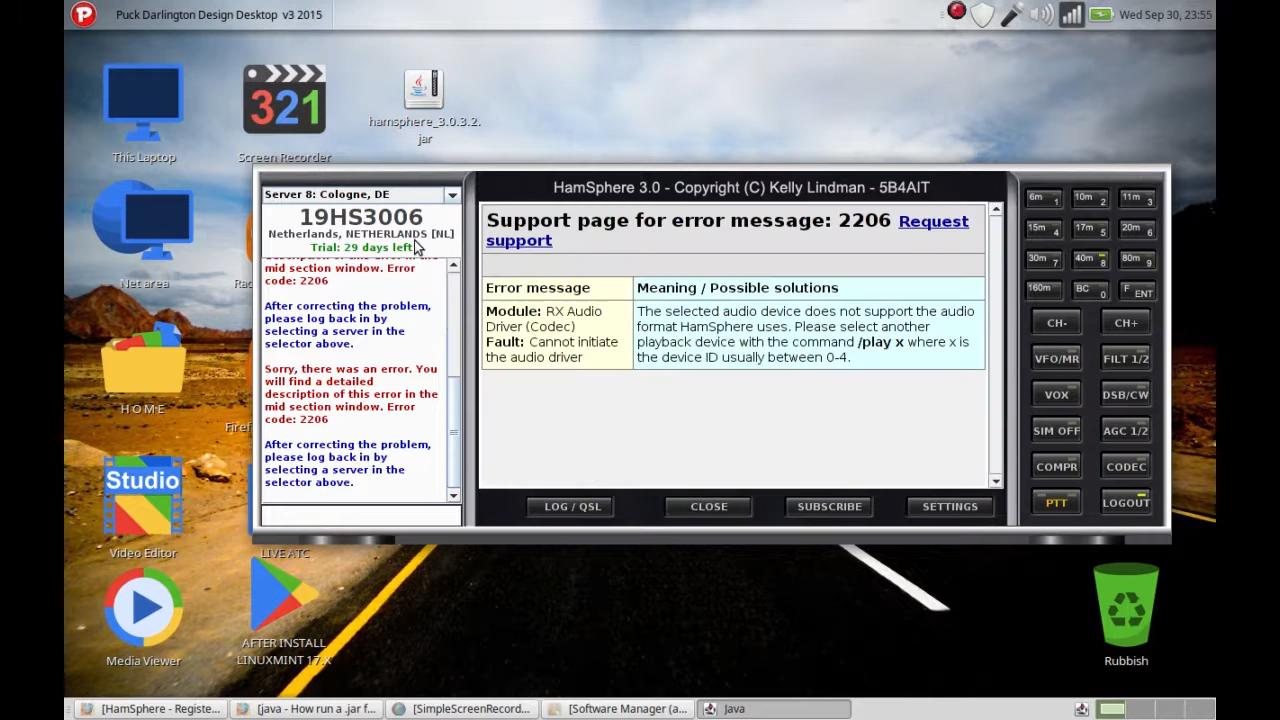 Puck Darlington Design Desktop v3 2015
Wed Sep 30, 23:55
321
This Laptop
Screen Recorder
hamsphere_3.0.3.2.
jar
Net area
H O M E
Studio
Video Editor
LIVE ATC
Media Viewer
AFTER INSTALL
LINUXMINT 17.X
Rubbish
Server 8: Cologne, DE
19HS3006
Netherlands, NETHERLANDS [NL]
Trial: 29 days left
description of this error in the
mid section window. Error
code: 2206
After correcting the problem,
please log back in by
selecting a server in the
selector above.
Sorry, there was an error. You
will find a detailed
description of this error in the
mid section window. Error
code: 2206
After correcting the problem,
please log back in by
selecting a server in the
selector above.
HamSphere 3.0 - Copyright (C) Kelly Lindman - 5B4AIT
Support page for error message: 2206 Request
support
Error message
Meaning / Possible solutions
Module: RX Audio
Driver (Codec)
Fault: Cannot initiate
the audio driver
The selected audio device does not support the audio
format HamSphere uses. Please select another
playback device with the command /play x where x is
the device ID usually between 0-4.
LOG / QSL
CLOSE
SUBSCRIBE
SETTINGS
6m 1
10m 2
11m 3
15m 4
17m 5
20m 6
30m 7
40m 8
80m 9
160m
BC 0
F ENT
CH-
CH+
VFO/MR
FILT 1/2
VOX
DSB/CW
SIM OFF
AGC 1/2
COMPR
CODEC
PTT
LOGOUT
[HamSphere - Registe...
[java - How run a .jar f...
[SimpleScreenRecord...
[Software Manager (a...
Java